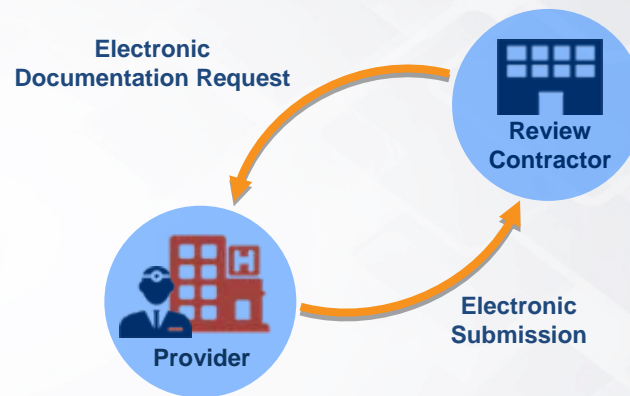 Electronic
Documentation Request
Review
Contractor
H
Provider
Electronic
Submission